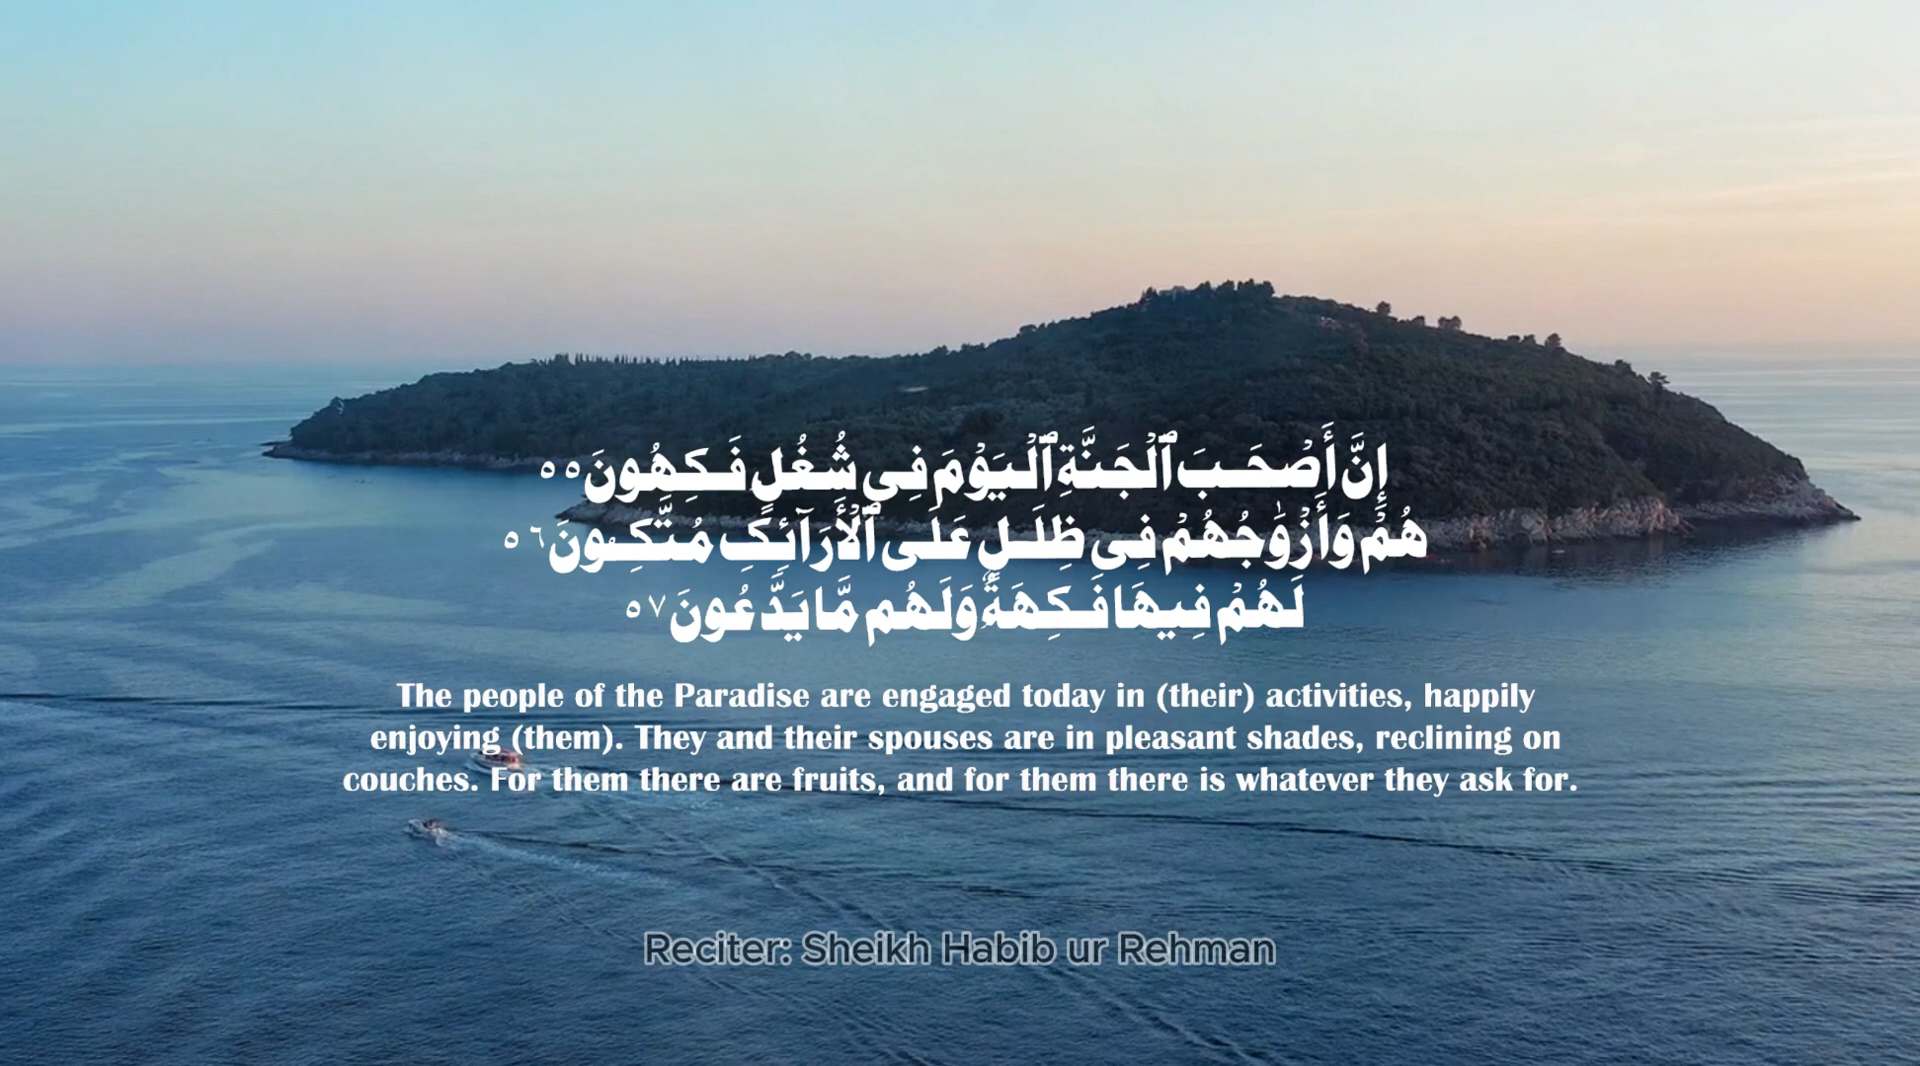 إِنَّ أَصْحَـٰبَ ٱلْجَنَّةِ ٱلْيَوْمَ فِى شُغُلٍ فَـٰكِهُونَ ٥٥
هُمْ وَأَزْوَٰجُهُمْ فِى ظِلَـٰلٍ عَلَى ٱلْأَرَآئِكِ مُتَّكِـُٔونَ ٥٦
لَهُمْ فِيهَا فَـٰكِهَةٌ وَلَهُم مَّا يَدَّعُونَ ٥٧
The people of the Paradise are engaged today in (their) activities, happily
enjoying (them). They and their spouses are in pleasant shades, reclining on
couches. For them there are fruits, and for them there is whatever they ask for.
Reciter: Sheikh Habib ur Rehman